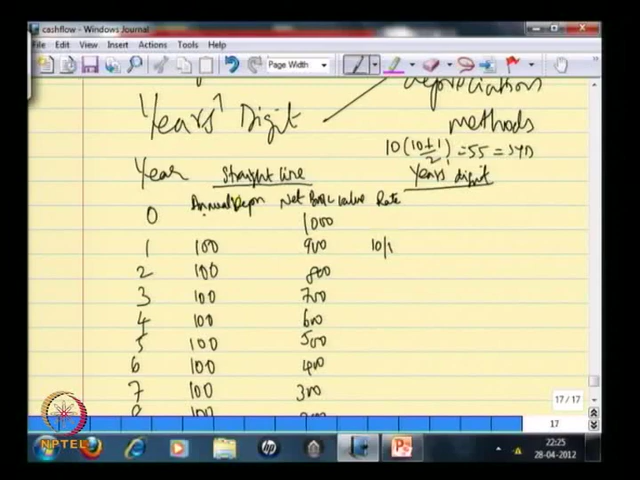 cashflow - Windows Journal
File Edit View Insert Actions Tools Help
Page Width
depreciation
'Years' Digit
methods
10(10+1)/2 = 55 = SYD
Year Straight line Years' digit
Annual Depn Net Book value Rate
0 1000
1 100 900 10/1
2 100 800
3 100 700
4 100 600
5 100 500
6 100 400
7 100 300
100
17 / 17
17
NPTEL
hp
22:25
28-04-2012